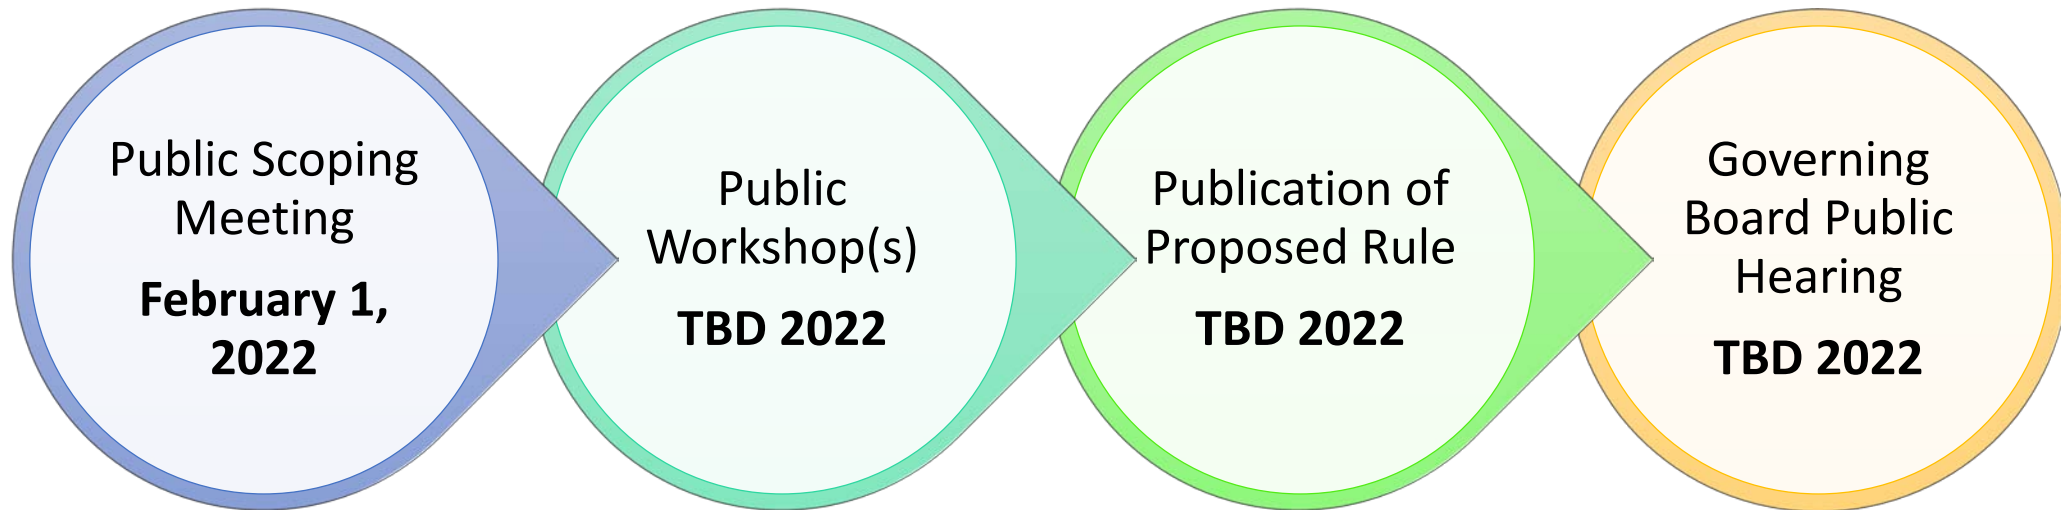 Public Scoping
Meeting
February 1,
2022
Public
Workshop(s)
TBD 2022
Publication of
Proposed Rule
TBD 2022
Governing
Board Public
Hearing
TBD 2022